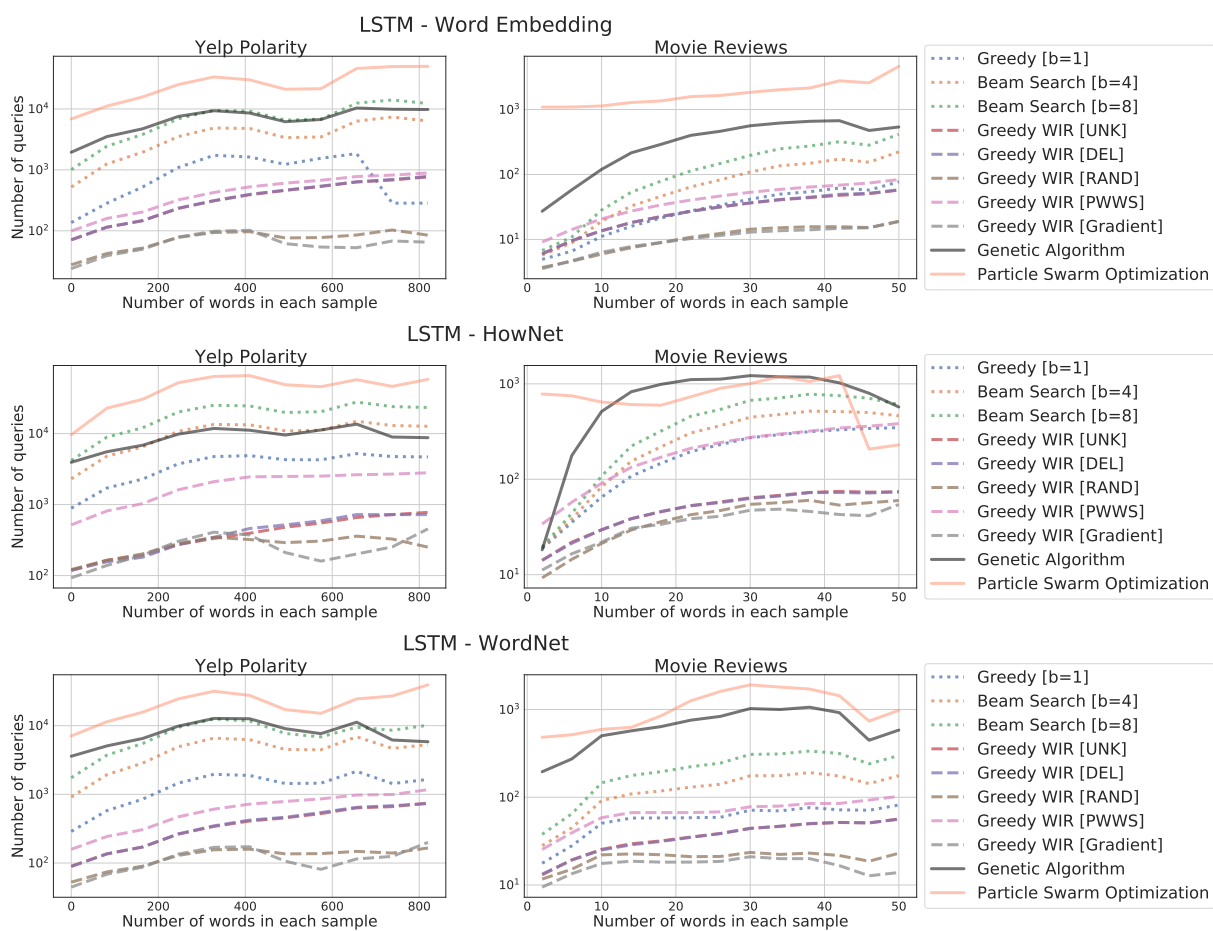 LSTM - Word Embedding
Yelp Polarity
Movie Reviews
Number of queries
10^4
10^3
10^2
0 200 400 600 800
Number of words in each sample
10^3
10^2
10^1
0 10 20 30 40 50
Number of words in each sample
Greedy [b=1]
Beam Search [b=4]
Beam Search [b=8]
Greedy WIR [UNK]
Greedy WIR [DEL]
Greedy WIR [RAND]
Greedy WIR [PWWS]
Greedy WIR [Gradient]
Genetic Algorithm
Particle Swarm Optimization
LSTM - HowNet
Yelp Polarity
Movie Reviews
Number of queries
10^4
10^3
10^2
0 200 400 600 800
Number of words in each sample
10^3
10^2
10^1
0 10 20 30 40 50
Number of words in each sample
Greedy [b=1]
Beam Search [b=4]
Beam Search [b=8]
Greedy WIR [UNK]
Greedy WIR [DEL]
Greedy WIR [RAND]
Greedy WIR [PWWS]
Greedy WIR [Gradient]
Genetic Algorithm
Particle Swarm Optimization
LSTM - WordNet
Yelp Polarity
Movie Reviews
Number of queries
10^4
10^3
10^2
0 200 400 600 800
Number of words in each sample
10^3
10^2
10^1
0 10 20 30 40 50
Number of words in each sample
Greedy [b=1]
Beam Search [b=4]
Beam Search [b=8]
Greedy WIR [UNK]
Greedy WIR [DEL]
Greedy WIR [RAND]
Greedy WIR [PWWS]
Greedy WIR [Gradient]
Genetic Algorithm
Particle Swarm Optimization